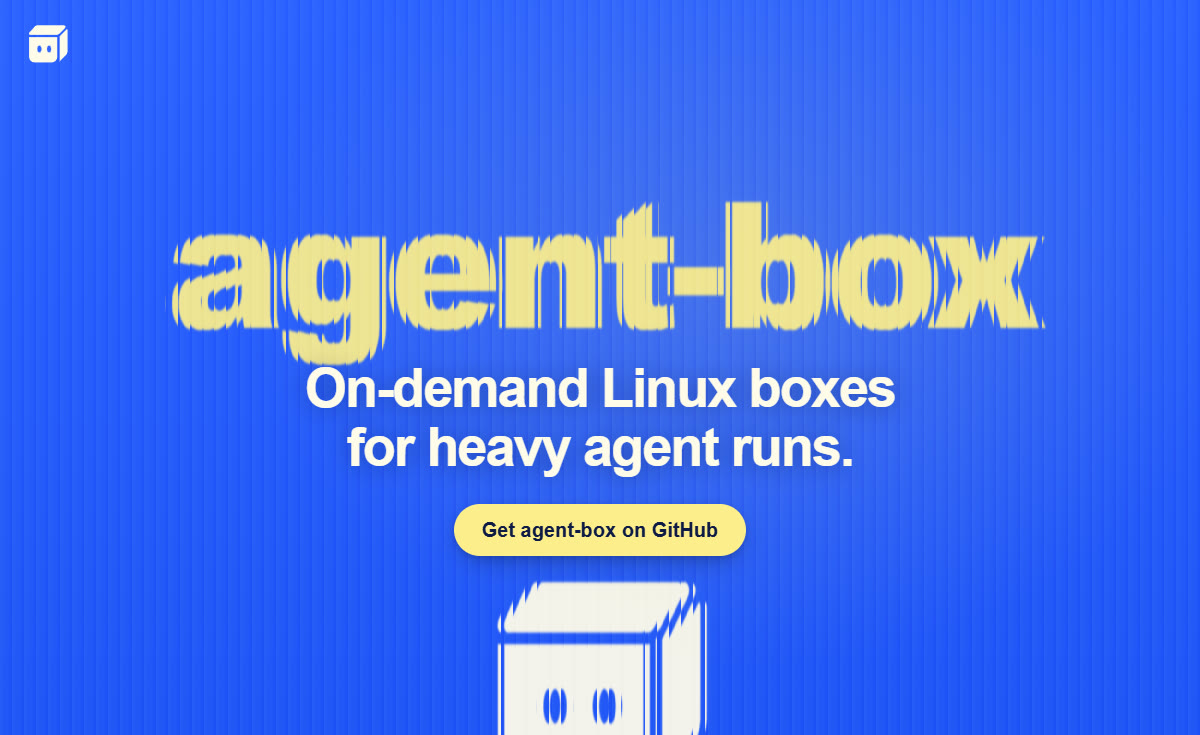 agent-box
On-demand Linux boxes
for heavy agent runs.
Get agent-box on GitHub